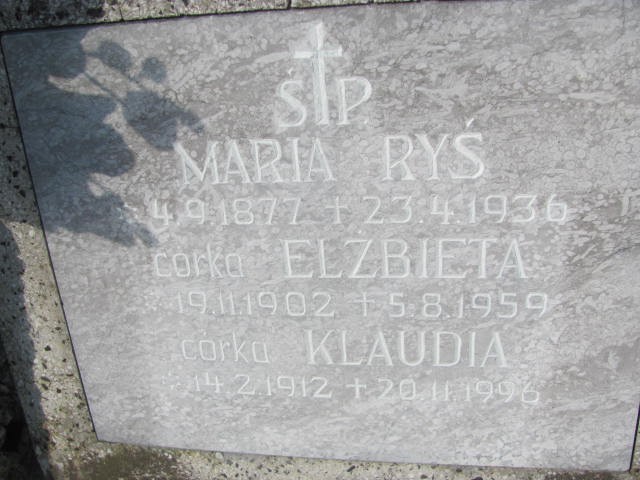 Ś†P.
MARIA RYŚ
* 4.9.1877 + 23.4.1936
córka ELŻBIETA
* 19.11.1902 + 5.8.1959
córka KLAUDIA
* 14.2.1912 + 20.11.1996